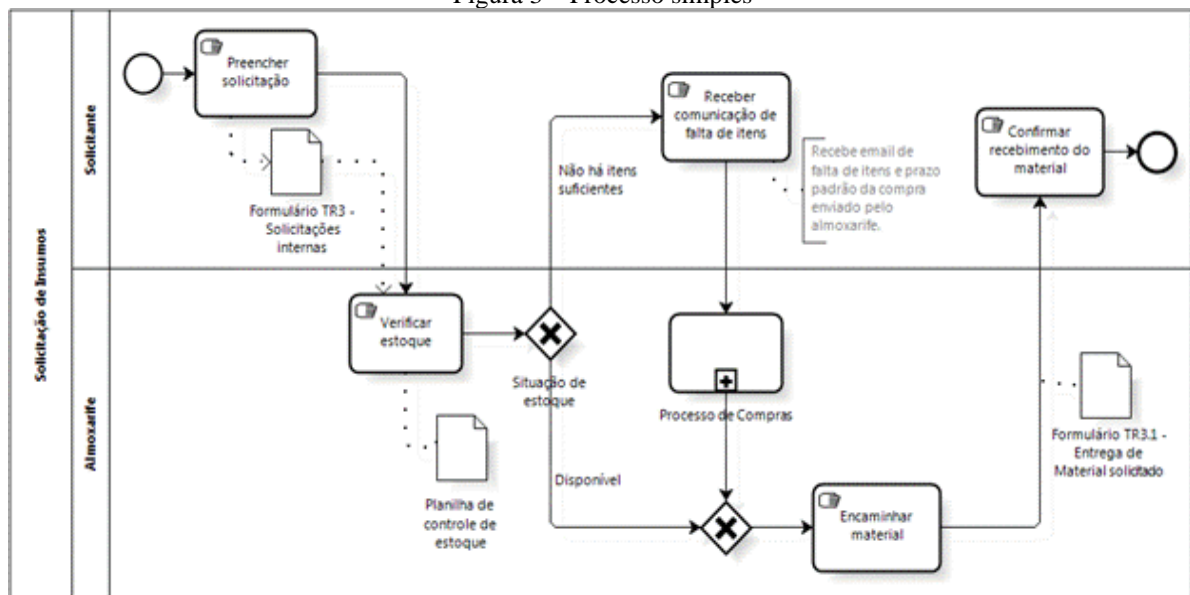 Figura 3 – Processo simples
Solicitação de Insumos
Solicitante
Preencher
solicitação
Formulário TR3 -
Solicitações
internas
Não há itens
suficientes
Receber
comunicação de
falta de itens
Recebe email de
falta de itens e prazo
padrão da compra
enviado pelo
almoxarife.
Confirmar
recebimento do
material
Almoxarife
Verificar
estoque
Situação de
estoque
Planilha de
controle de
estoque
Disponível
Processo de Compras
Encaminhar
material
Formulário TR3.1 -
Entrega de
Material solicitado